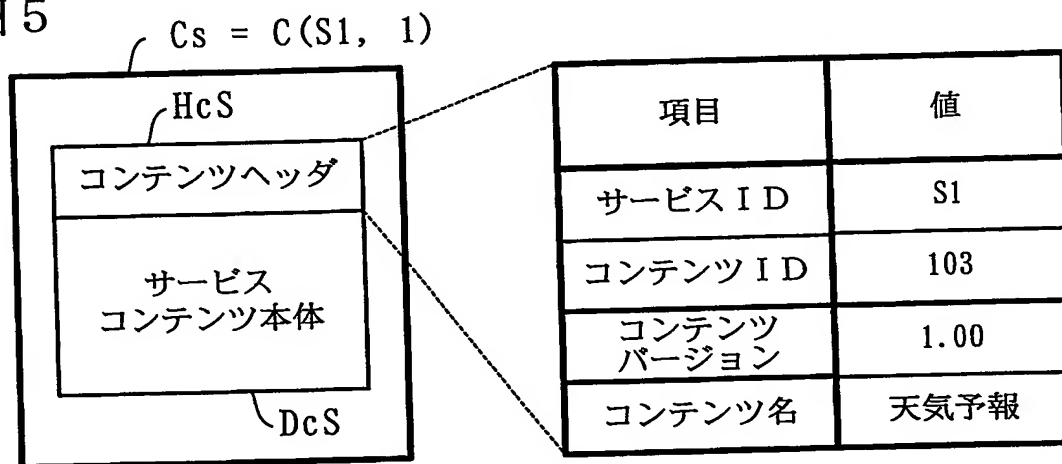 5
Cs = C(S1, 1)
HcS
コンテンツヘッダ
サービス
コンテンツ本体
DcS
項目 値
サービスＩＤ S1
コンテンツＩＤ 103
コンテンツ
バージョン 1.00
コンテンツ名 天気予報